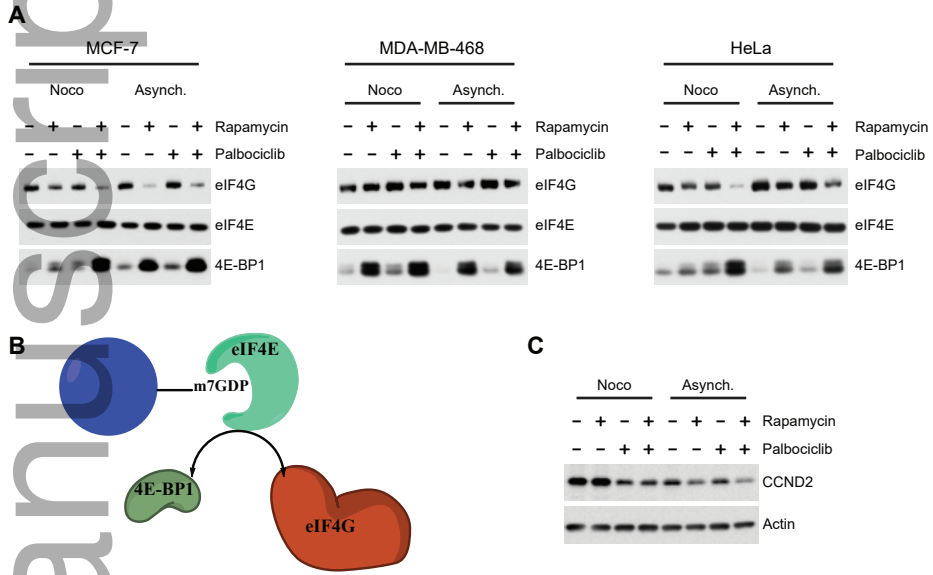 A
MCF-7
MDA-MB-468
HeLa
Noco Asynch.
Noco Asynch.
Noco Asynch.
− + − + − + − +
− + − + − + − + Rapamycin
− + − + − + − + Rapamycin
− − + + − − + +
− − + + − − + + Palbociclib
− − + + − − + + Palbociclib
Rapamycin
Palbociclib
eIF4G
eIF4G
eIF4G
eIF4E
eIF4E
eIF4E
4E-BP1
4E-BP1
4E-BP1
B
eIF4E
m7GDP
4E-BP1
eIF4G
C
Noco Asynch.
− + − + − + − + Rapamycin
− − + + − − + + Palbociclib
CCND2
Actin
anuscrip